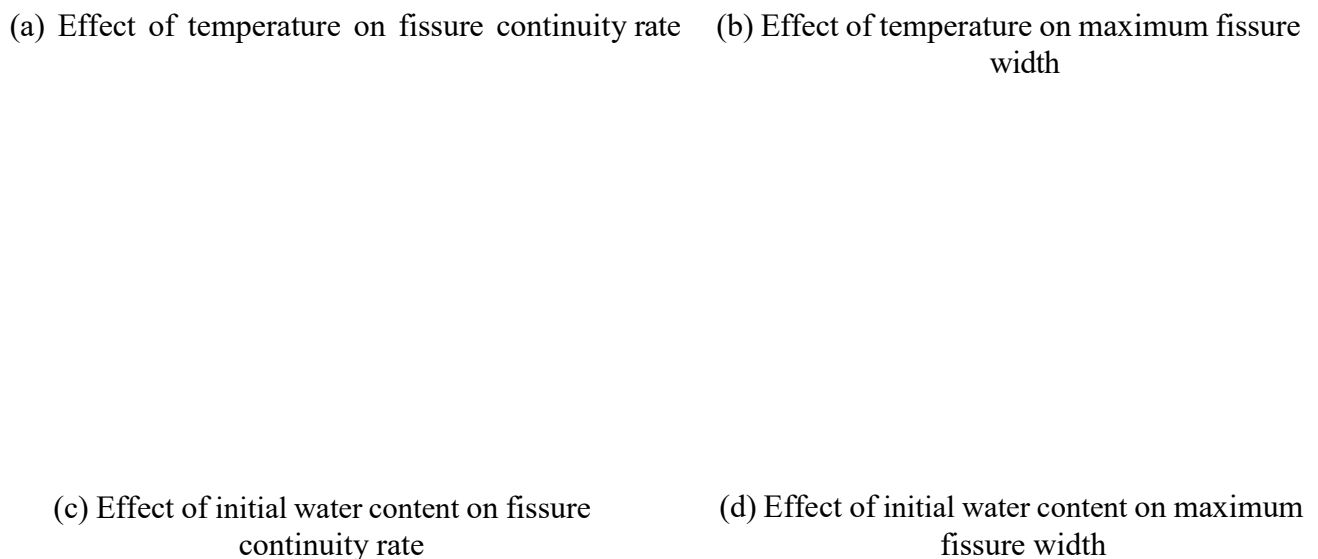 (a) Effect of temperature on fissure continuity rate
(b) Effect of temperature on maximum fissure
width
(c) Effect of initial water content on fissure
continuity rate
(d) Effect of initial water content on maximum
fissure width